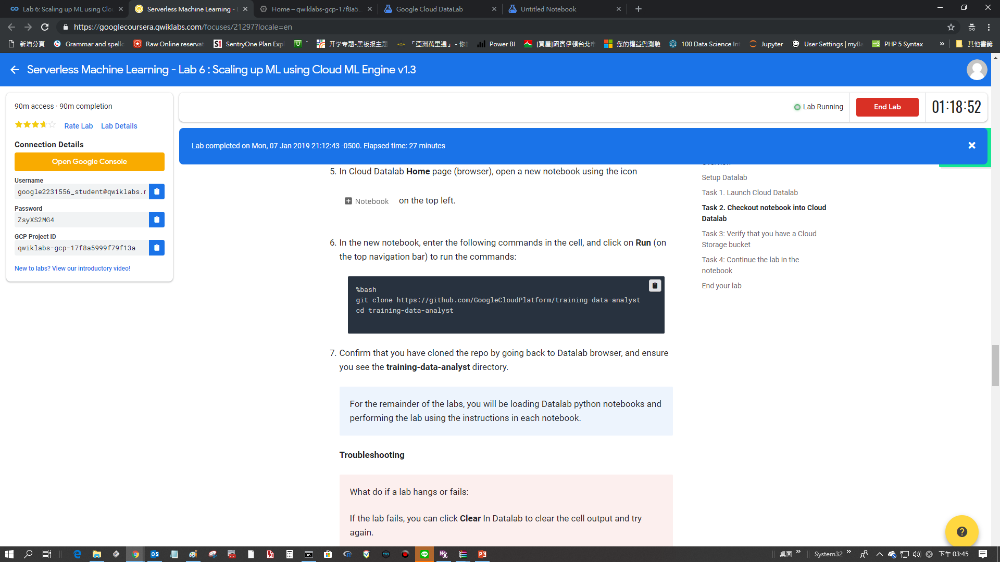 Lab 6: Scaling up ML using Clou
Serverless Machine Learning - L
Home – qwiklabs-gcp-17f8a5...
Google Cloud DataLab
Untitled Notebook
https://googlecoursera.qwiklabs.com/focuses/21297?locale=en
新增分頁
Grammar and spellc
Raw Online reservat
SentryOne Plan Expl
开学专题-黑板报主题
「亞洲萬里通」 - 你的
Power BI
[買屋]國賓伊頓台北市
您的權益與測驗
100 Data Science Int
Jupyter
User Settings | myBa
PHP 5 Syntax
»
其他書籤
Serverless Machine Learning - Lab 6 : Scaling up ML using Cloud ML Engine v1.3
90m access · 90m completion
Rate Lab
Lab Details
Connection Details
Open Google Console
Username
google2231556_student@qwiklabs.n
Password
ZsyXS2MG4
GCP Project ID
qwiklabs-gcp-17f8a5999f79f13a
New to labs? View our introductory video!
Lab Running
End Lab
01:18:52
Lab completed on Mon, 07 Jan 2019 21:12:43 -0500. Elapsed time: 27 minutes
5. In Cloud Datalab Home page (browser), open a new notebook using the icon
Notebook on the top left.
6. In the new notebook, enter the following commands in the cell, and click on Run (on
the top navigation bar) to run the commands:
%bash
git clone https://github.com/GoogleCloudPlatform/training-data-analyst
cd training-data-analyst
7. Confirm that you have cloned the repo by going back to Datalab browser, and ensure
you see the training-data-analyst directory.
For the remainder of the labs, you will be loading Datalab python notebooks and
performing the lab using the instructions in each notebook.
Troubleshooting
What do if a lab hangs or fails:
If the lab fails, you can click Clear In Datalab to clear the cell output and try
again.
Overview
Setup Datalab
Task 1. Launch Cloud Datalab
Task 2. Checkout notebook into Cloud
Datalab
Task 3: Verify that you have a Cloud
Storage bucket
Task 4: Continue the lab in the
notebook
End your lab
桌面
System32
下午 03:45